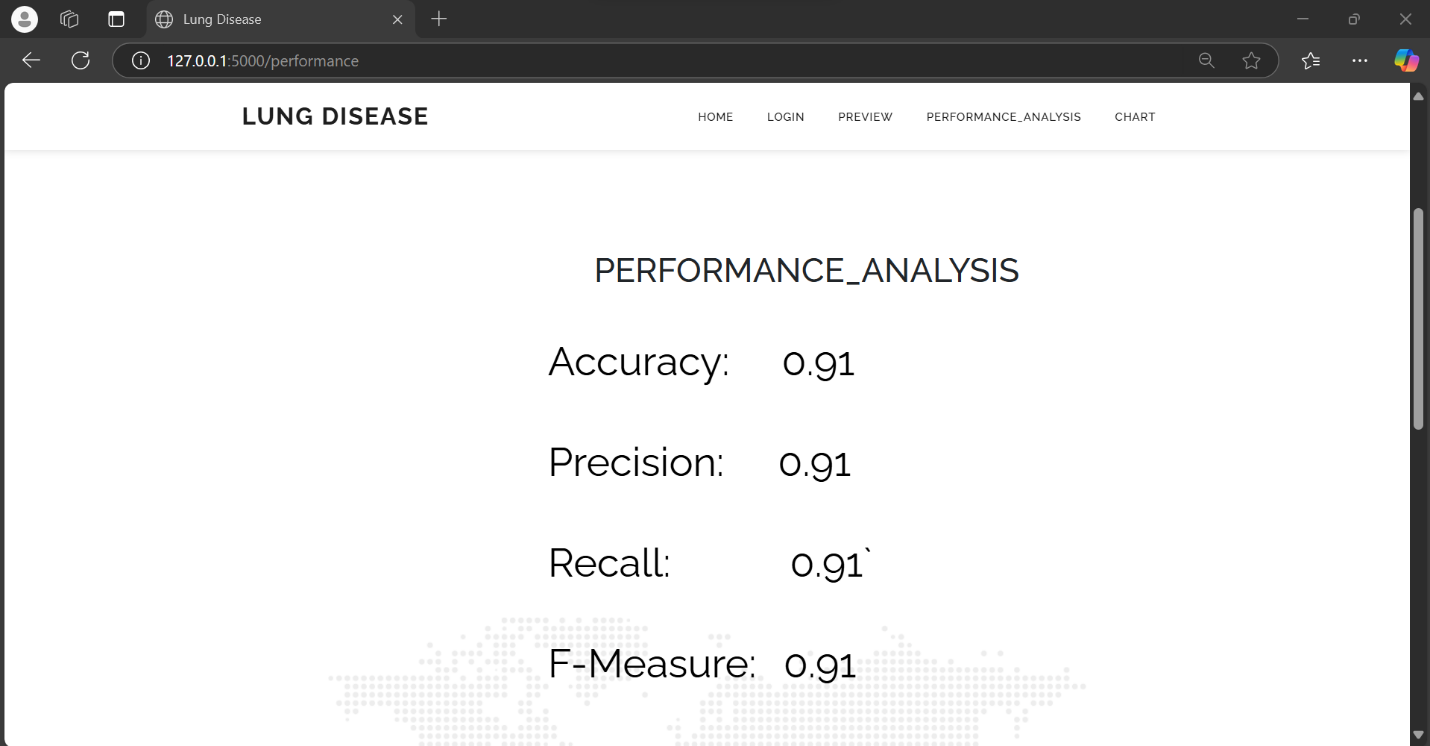 Lung Disease
127.0.0.1:5000/performance
LUNG DISEASE HOME LOGIN PREVIEW PERFORMANCE_ANALYSIS CHART
PERFORMANCE_ANALYSIS
Accuracy: 0.91
Precision: 0.91
Recall: 0.91`
F-Measure: 0.91